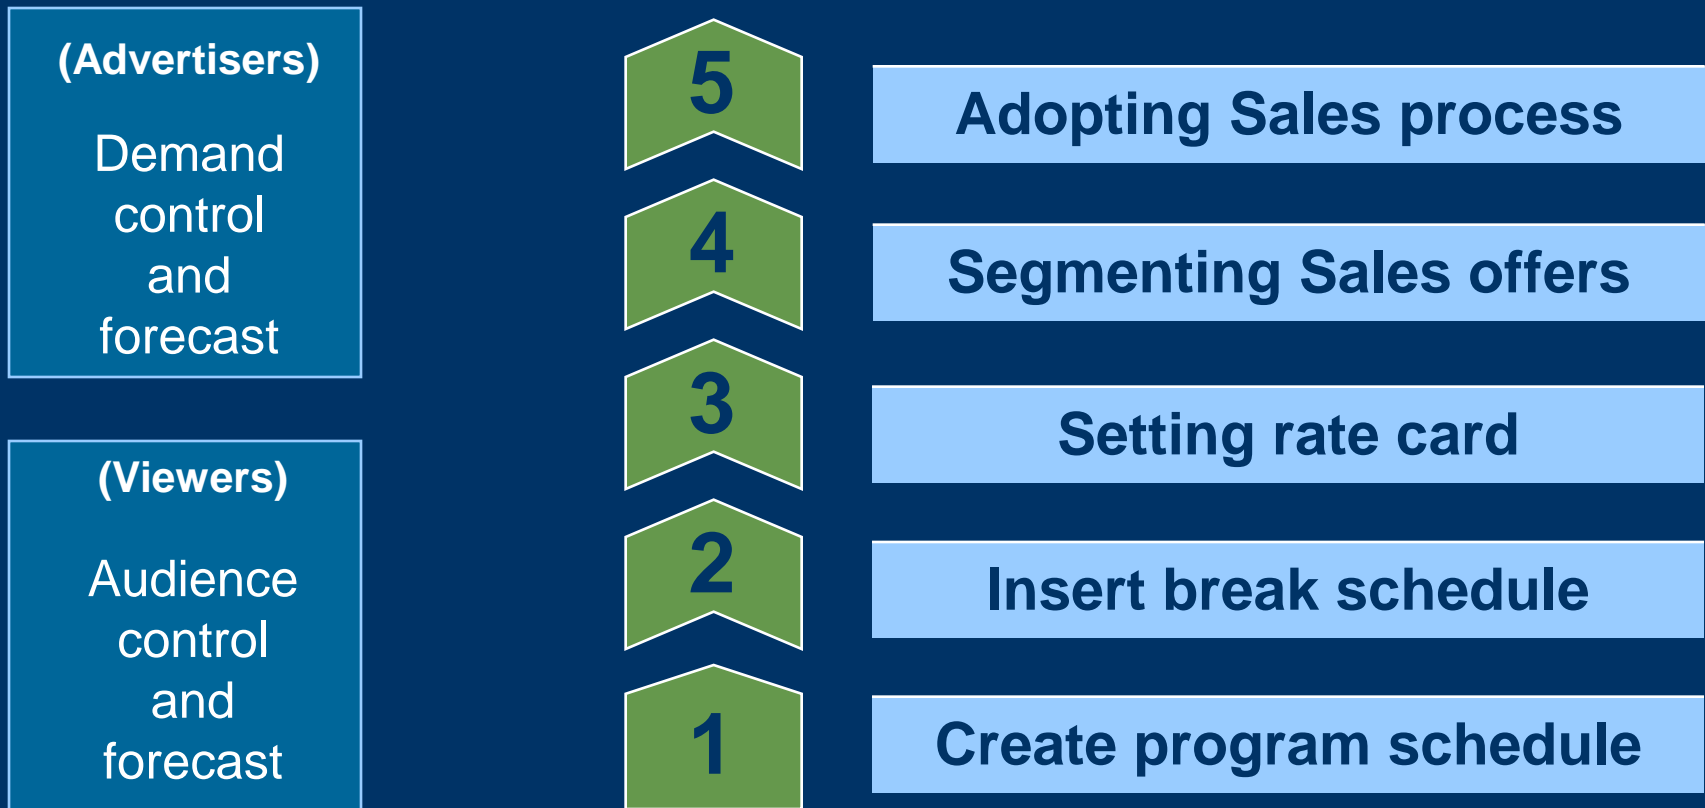 (Advertisers)
Demand
control
and
forecast
(Viewers)
Audience
control
and
forecast
5
Adopting Sales process
4
Segmenting Sales offers
3
Setting rate card
2
Insert break schedule
1
Create program schedule